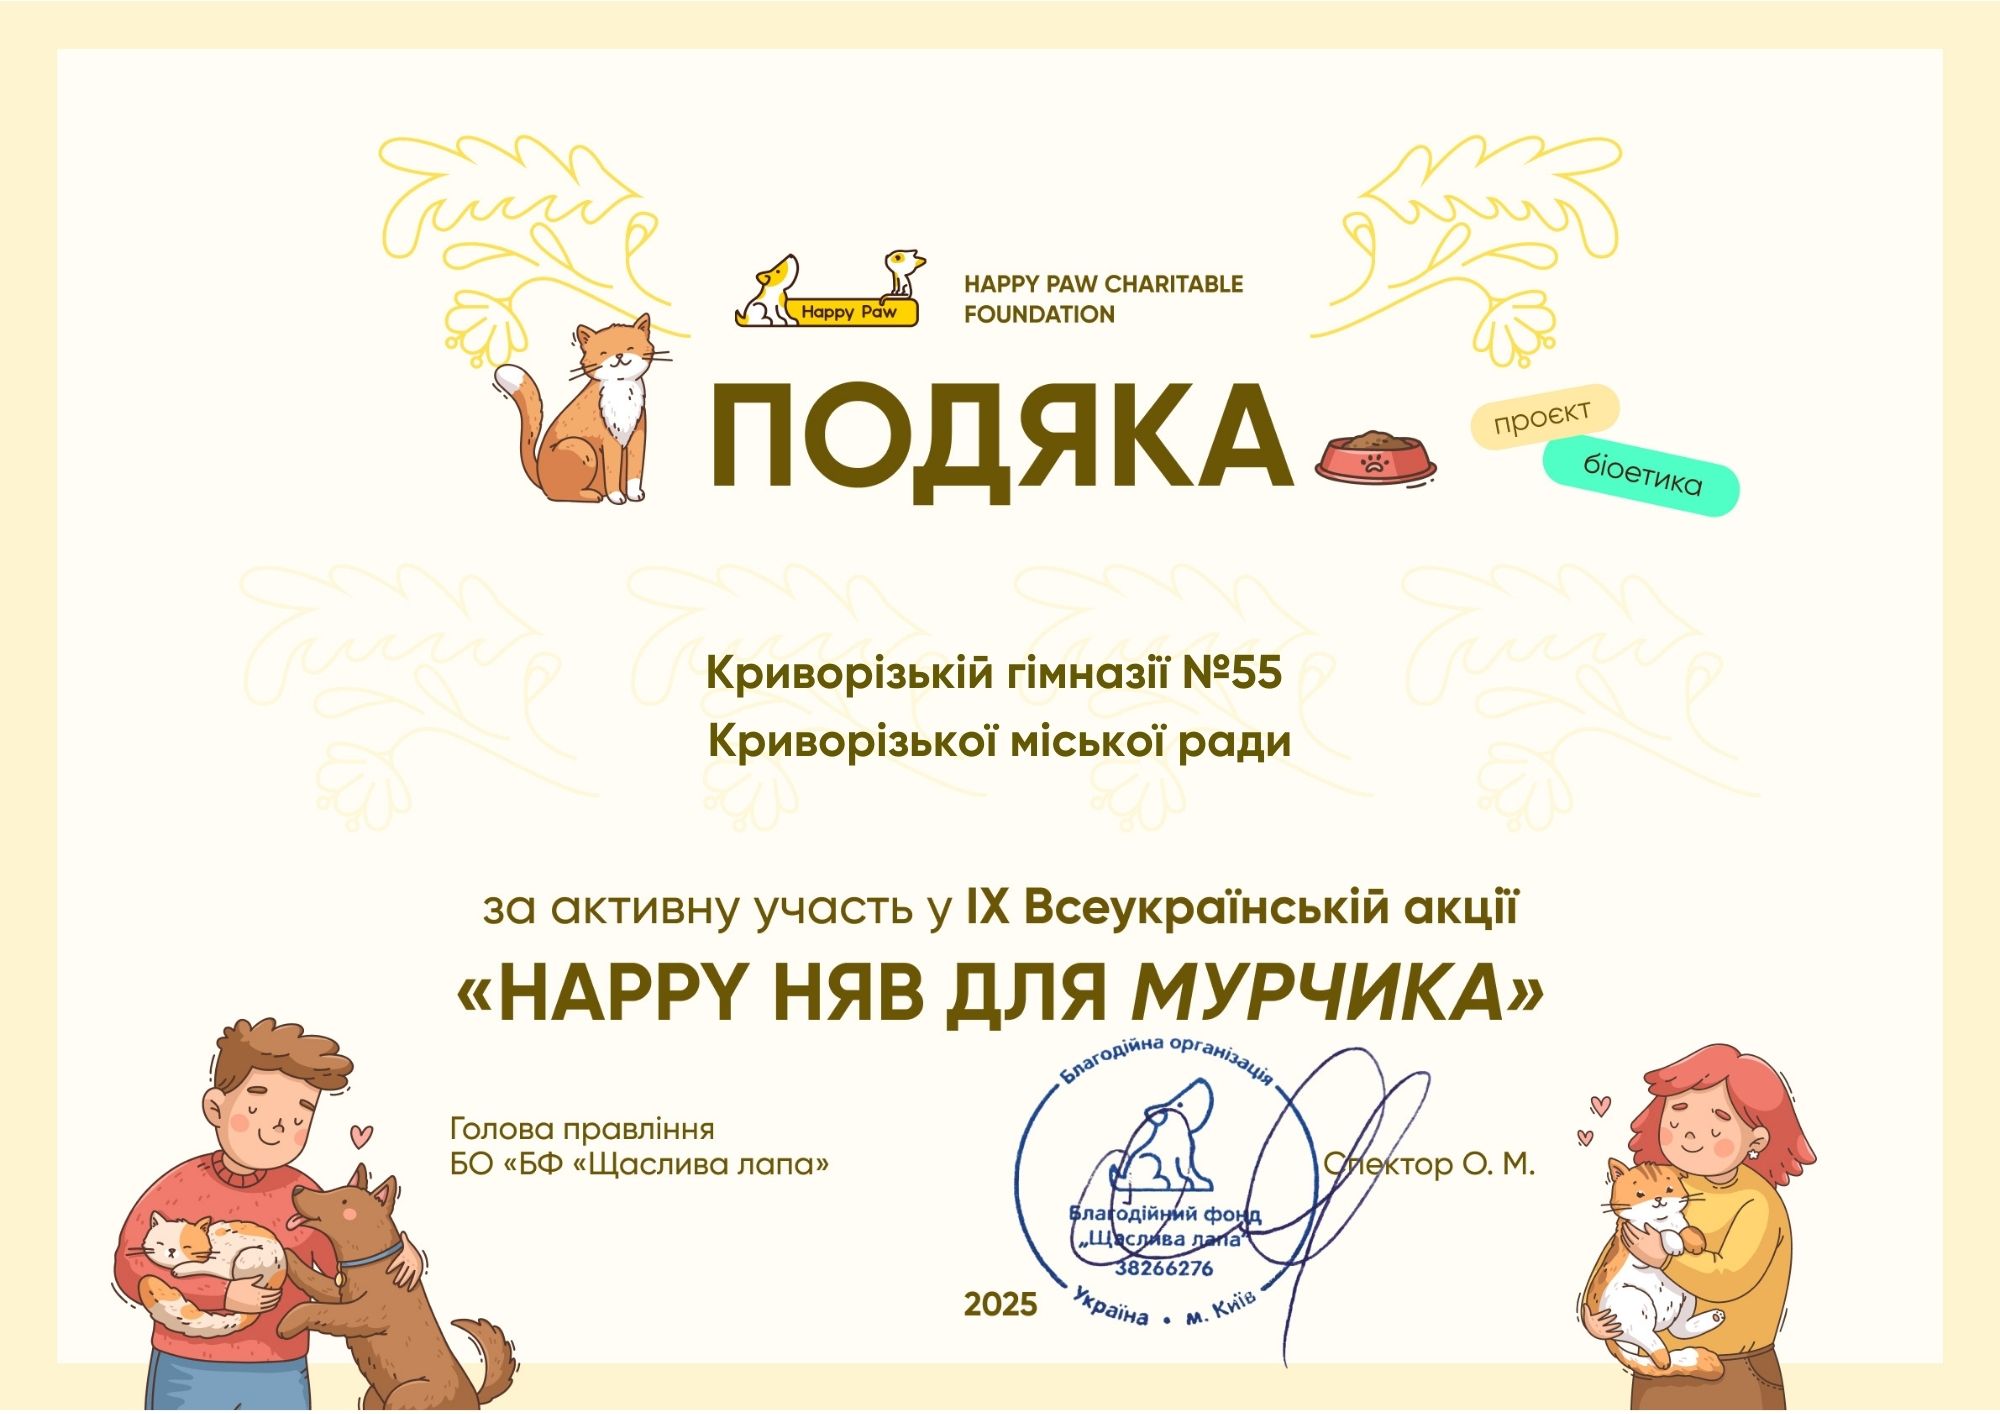 Happy Paw
HAPPY PAW CHARITABLE
FOUNDATION
ПОДЯКА
проєкт
біоетика
Криворізькій гімназії №55
Криворізької міської ради
за активну участь у IX Всеукраїнській акції
«HAPPY НЯВ ДЛЯ МУРЧИКА»
Голова правління
БО «БФ «Щаслива лапа»
Спектор О. М.
Благодійна організація
Благодійний фонд
„Щаслива лапа"
38266276
Україна • м. Київ
2025